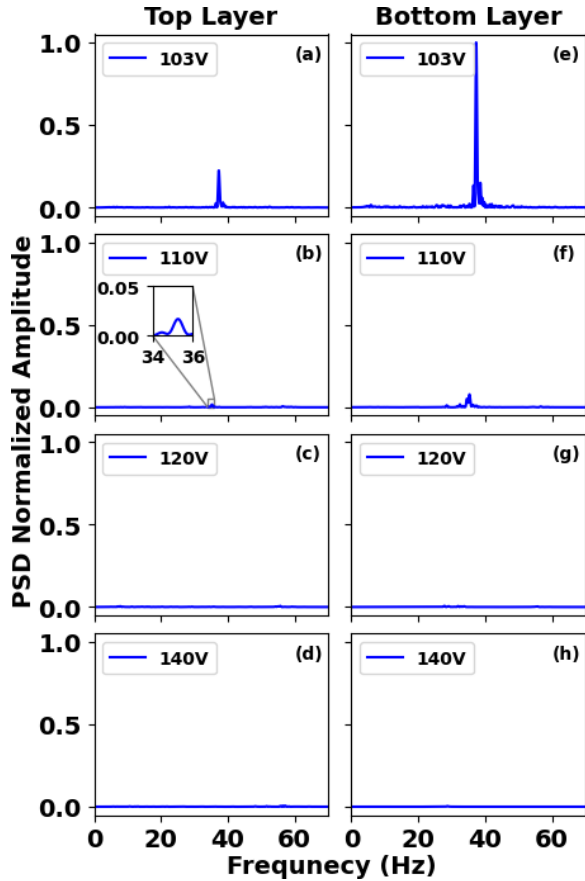 Top Layer
Bottom Layer
PSD Normalized Amplitude
1.0
0.5
0.0
103V
(a)
103V
(e)
1.0
0.5
0.0
110V
(b)
0.05
0.00
34
36
110V
(f)
1.0
0.5
0.0
120V
(c)
120V
(g)
1.0
0.5
0.0
140V
(d)
140V
(h)
0
20
40
60
0
20
40
60
Frequnecy (Hz)